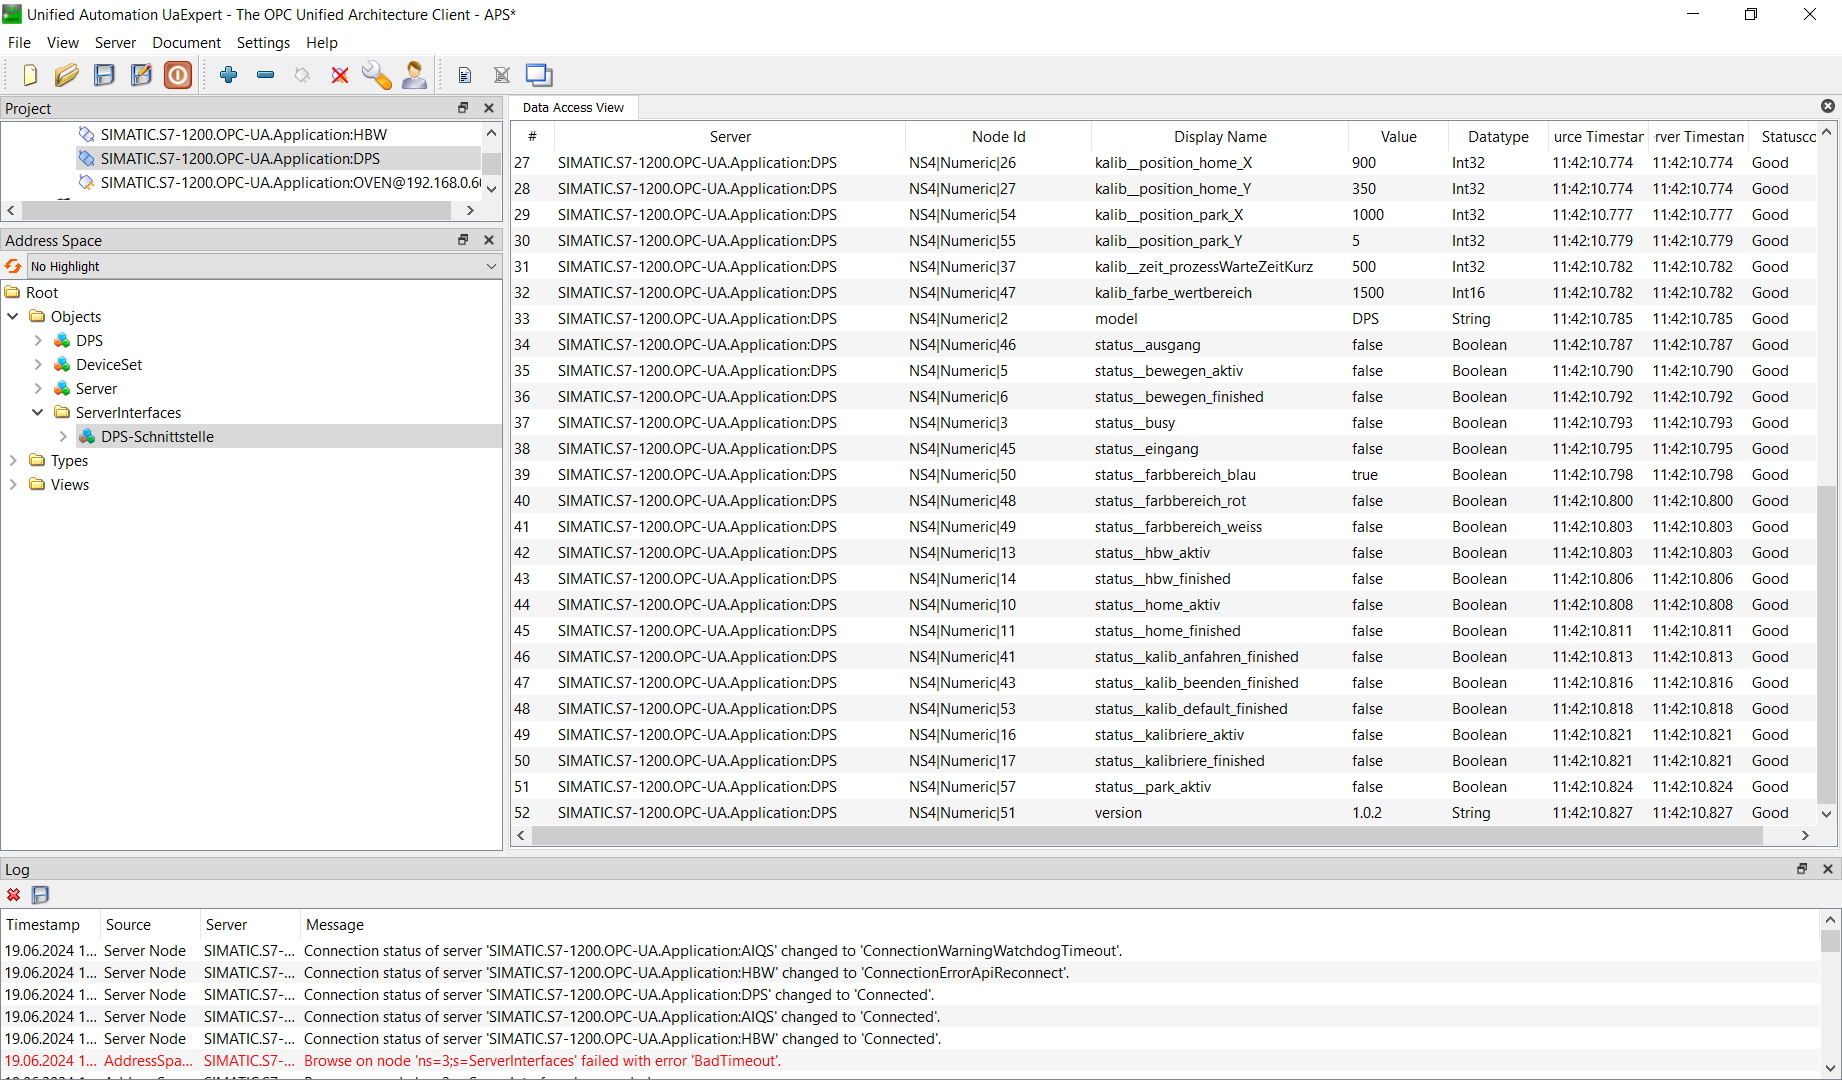 Unified Automation UaExpert - The OPC Unified Architecture Client - APS*
File View Server Document Settings Help
Project
SIMATIC.S7-1200.OPC-UA.Application:HBW
SIMATIC.S7-1200.OPC-UA.Application:DPS
SIMATIC.S7-1200.OPC-UA.Application:OVEN@192.168.0.6
Address Space
No Highlight
Root
Objects
DPS
DeviceSet
Server
ServerInterfaces
DPS-Schnittstelle
Types
Views
Data Access View
# Server Node Id Display Name Value Datatype urce Timestar rver Timestan Statusco
27 SIMATIC.S7-1200.OPC-UA.Application:DPS NS4|Numeric|26 kalib__position_home_X 900 Int32 11:42:10.774 11:42:10.774 Good
28 SIMATIC.S7-1200.OPC-UA.Application:DPS NS4|Numeric|27 kalib__position_home_Y 350 Int32 11:42:10.774 11:42:10.774 Good
29 SIMATIC.S7-1200.OPC-UA.Application:DPS NS4|Numeric|54 kalib__position_park_X 1000 Int32 11:42:10.777 11:42:10.777 Good
30 SIMATIC.S7-1200.OPC-UA.Application:DPS NS4|Numeric|55 kalib__position_park_Y 5 Int32 11:42:10.779 11:42:10.779 Good
31 SIMATIC.S7-1200.OPC-UA.Application:DPS NS4|Numeric|37 kalib__zeit_prozessWarteZeitKurz 500 Int32 11:42:10.782 11:42:10.782 Good
32 SIMATIC.S7-1200.OPC-UA.Application:DPS NS4|Numeric|47 kalib_farbe_wertbereich 1500 Int16 11:42:10.782 11:42:10.782 Good
33 SIMATIC.S7-1200.OPC-UA.Application:DPS NS4|Numeric|2 model DPS String 11:42:10.785 11:42:10.785 Good
34 SIMATIC.S7-1200.OPC-UA.Application:DPS NS4|Numeric|46 status__ausgang false Boolean 11:42:10.787 11:42:10.787 Good
35 SIMATIC.S7-1200.OPC-UA.Application:DPS NS4|Numeric|5 status__bewegen_aktiv false Boolean 11:42:10.790 11:42:10.790 Good
36 SIMATIC.S7-1200.OPC-UA.Application:DPS NS4|Numeric|6 status__bewegen_finished false Boolean 11:42:10.792 11:42:10.792 Good
37 SIMATIC.S7-1200.OPC-UA.Application:DPS NS4|Numeric|3 status__busy false Boolean 11:42:10.793 11:42:10.793 Good
38 SIMATIC.S7-1200.OPC-UA.Application:DPS NS4|Numeric|45 status__eingang false Boolean 11:42:10.795 11:42:10.795 Good
39 SIMATIC.S7-1200.OPC-UA.Application:DPS NS4|Numeric|50 status__farbbereich_blau true Boolean 11:42:10.798 11:42:10.798 Good
40 SIMATIC.S7-1200.OPC-UA.Application:DPS NS4|Numeric|48 status__farbbereich_rot false Boolean 11:42:10.800 11:42:10.800 Good
41 SIMATIC.S7-1200.OPC-UA.Application:DPS NS4|Numeric|49 status__farbbereich_weiss false Boolean 11:42:10.803 11:42:10.803 Good
42 SIMATIC.S7-1200.OPC-UA.Application:DPS NS4|Numeric|13 status__hbw_aktiv false Boolean 11:42:10.803 11:42:10.803 Good
43 SIMATIC.S7-1200.OPC-UA.Application:DPS NS4|Numeric|14 status__hbw_finished false Boolean 11:42:10.806 11:42:10.806 Good
44 SIMATIC.S7-1200.OPC-UA.Application:DPS NS4|Numeric|10 status__home_aktiv false Boolean 11:42:10.808 11:42:10.808 Good
45 SIMATIC.S7-1200.OPC-UA.Application:DPS NS4|Numeric|11 status__home_finished false Boolean 11:42:10.811 11:42:10.811 Good
46 SIMATIC.S7-1200.OPC-UA.Application:DPS NS4|Numeric|41 status__kalib_anfahren_finished false Boolean 11:42:10.813 11:42:10.813 Good
47 SIMATIC.S7-1200.OPC-UA.Application:DPS NS4|Numeric|43 status__kalib_beenden_finished false Boolean 11:42:10.816 11:42:10.816 Good
48 SIMATIC.S7-1200.OPC-UA.Application:DPS NS4|Numeric|53 status__kalib_default_finished false Boolean 11:42:10.818 11:42:10.818 Good
49 SIMATIC.S7-1200.OPC-UA.Application:DPS NS4|Numeric|16 status__kalibriere_aktiv false Boolean 11:42:10.821 11:42:10.821 Good
50 SIMATIC.S7-1200.OPC-UA.Application:DPS NS4|Numeric|17 status__kalibriere_finished false Boolean 11:42:10.821 11:42:10.821 Good
51 SIMATIC.S7-1200.OPC-UA.Application:DPS NS4|Numeric|57 status__park_aktiv false Boolean 11:42:10.824 11:42:10.824 Good
52 SIMATIC.S7-1200.OPC-UA.Application:DPS NS4|Numeric|51 version 1.0.2 String 11:42:10.827 11:42:10.827 Good
Log
Timestamp Source Server Message
19.06.2024 1... Server Node SIMATIC.S7-... Connection status of server 'SIMATIC.S7-1200.OPC-UA.Application:AIQS' changed to 'ConnectionWarningWatchdogTimeout'.
19.06.2024 1... Server Node SIMATIC.S7-... Connection status of server 'SIMATIC.S7-1200.OPC-UA.Application:HBW' changed to 'ConnectionErrorApiReconnect'.
19.06.2024 1... Server Node SIMATIC.S7-... Connection status of server 'SIMATIC.S7-1200.OPC-UA.Application:DPS' changed to 'Connected'.
19.06.2024 1... Server Node SIMATIC.S7-... Connection status of server 'SIMATIC.S7-1200.OPC-UA.Application:AIQS' changed to 'Connected'.
19.06.2024 1... Server Node SIMATIC.S7-... Connection status of server 'SIMATIC.S7-1200.OPC-UA.Application:HBW' changed to 'Connected'.
19.06.2024 1... AddressSpa... SIMATIC.S7-... Browse on node 'ns=3;s=ServerInterfaces' failed with error 'BadTimeout'.